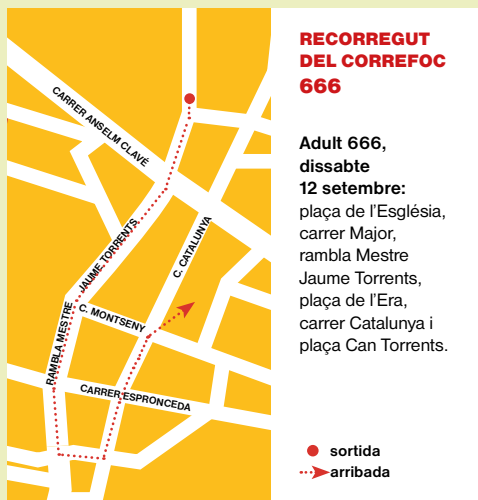 CARRER ANSELM CLAVÉ
JAUME TORRENTS
C. CATALUNYA
C. MONTSENY
RAMBLA MESTRE
CARRER ESPRONCEDA
RECORREGUT
DEL CORREFOC
666
Adult 666,
dissabte
12 setembre:
plaça de l’Església,
carrer Major,
rambla Mestre
Jaume Torrents,
plaça de l’Era,
carrer Catalunya i
plaça Can Torrents.
sortida
arribada